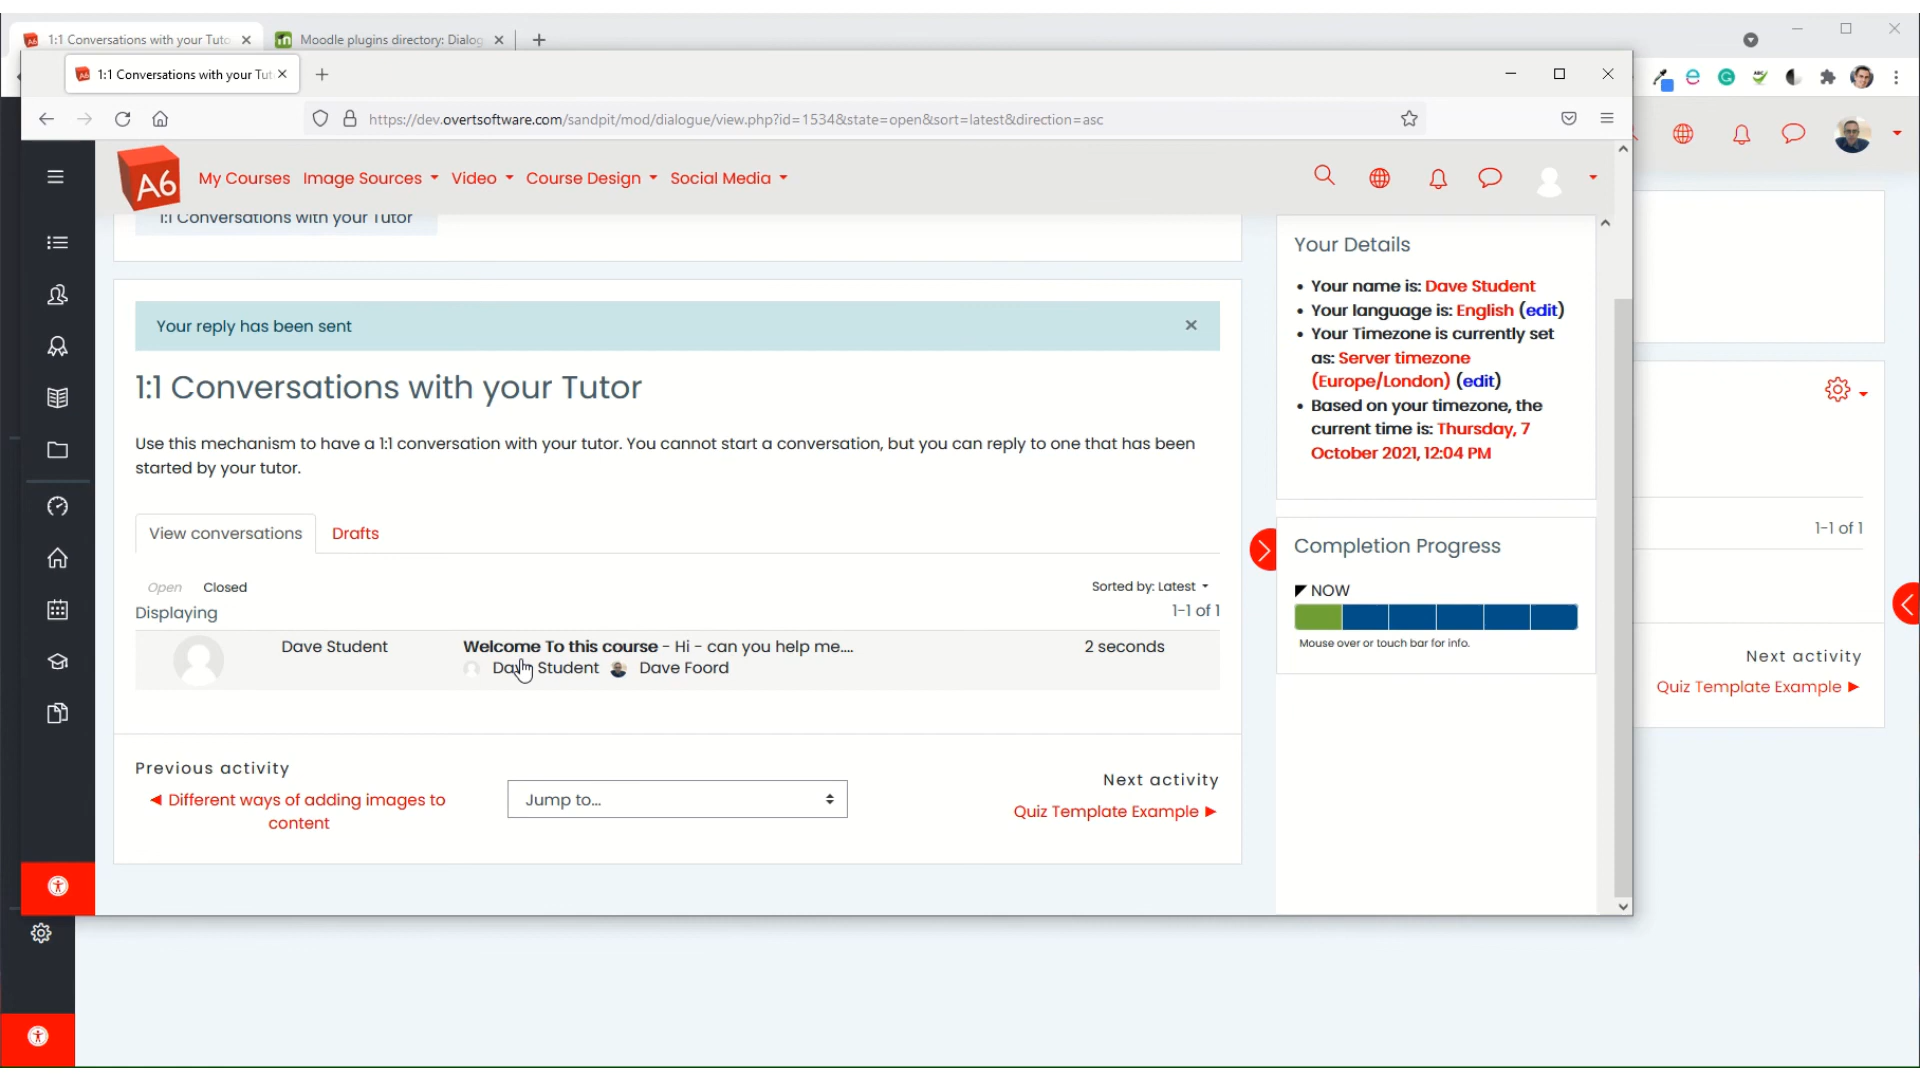 1:1 Conversations with your Tuto
Moodle plugins directory: Dialog
1:1 Conversations with your Tut
https://dev.overtsoftware.com/sandpit/mod/dialogue/view.php?id=1534&state=open&sort=latest&direction=asc
A6
My Courses Image Sources Video Course Design Social Media
1:1 Conversations with your Tutor
Your reply has been sent
1:1 Conversations with your Tutor
Use this mechanism to have a 1:1 conversation with your tutor. You cannot start a conversation, but you can reply to one that has been
started by your tutor.
View conversations Drafts
Open Closed
Sorted by: Latest
Displaying
1-1 of 1
Dave Student
Welcome To this course - Hi - can you help me....
2 seconds
Dave Student Dave Foord
Previous activity
◄ Different ways of adding images to
content
Jump to...
Next activity
Quiz Template Example ►
Your Details
• Your name is: Dave Student
• Your language is: English (edit)
• Your Timezone is currently set
as: Server timezone
(Europe/London) (edit)
• Based on your timezone, the
current time is: Thursday, 7
October 2021, 12:04 PM
Completion Progress
NOW
Mouse over or touch bar for info.
1-1 of 1
Next activity
Quiz Template Example ►